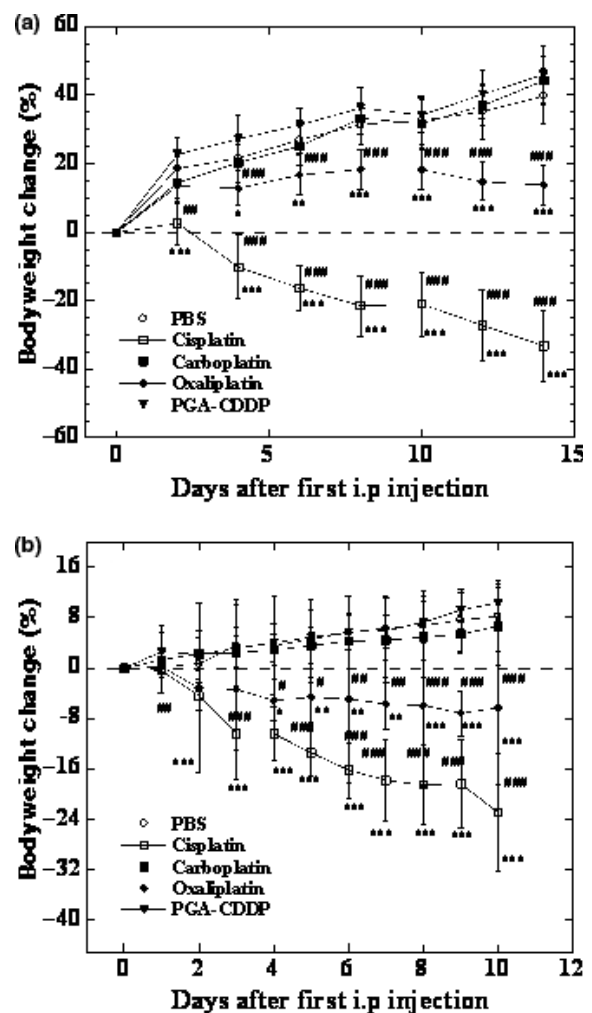 (a)
60
40
20
0
−20
−40
−60
Bodyweight change (%)
### ### ### ###
### ###
* ** *** *** *** ***
##
***
###
***
###
***
###
***
###
***
###
***
###
***
PBS
Cisplatin
Carboplatin
Oxaliplatin
PGA-CDDP
0 5 10 15
Days after first i.p injection
(b)
16
8
0
−8
−16
−24
−32
−40
Bodyweight change (%)
# # ## ## ### ### ###
* ** ** ** *** *** ***
##
***
###
***
###
***
###
***
###
***
###
***
###
***
###
***
PBS
Cisplatin
Carboplatin
Oxaliplatin
PGA-CDDP
0 2 4 6 8 10 12
Days after first i.p injection